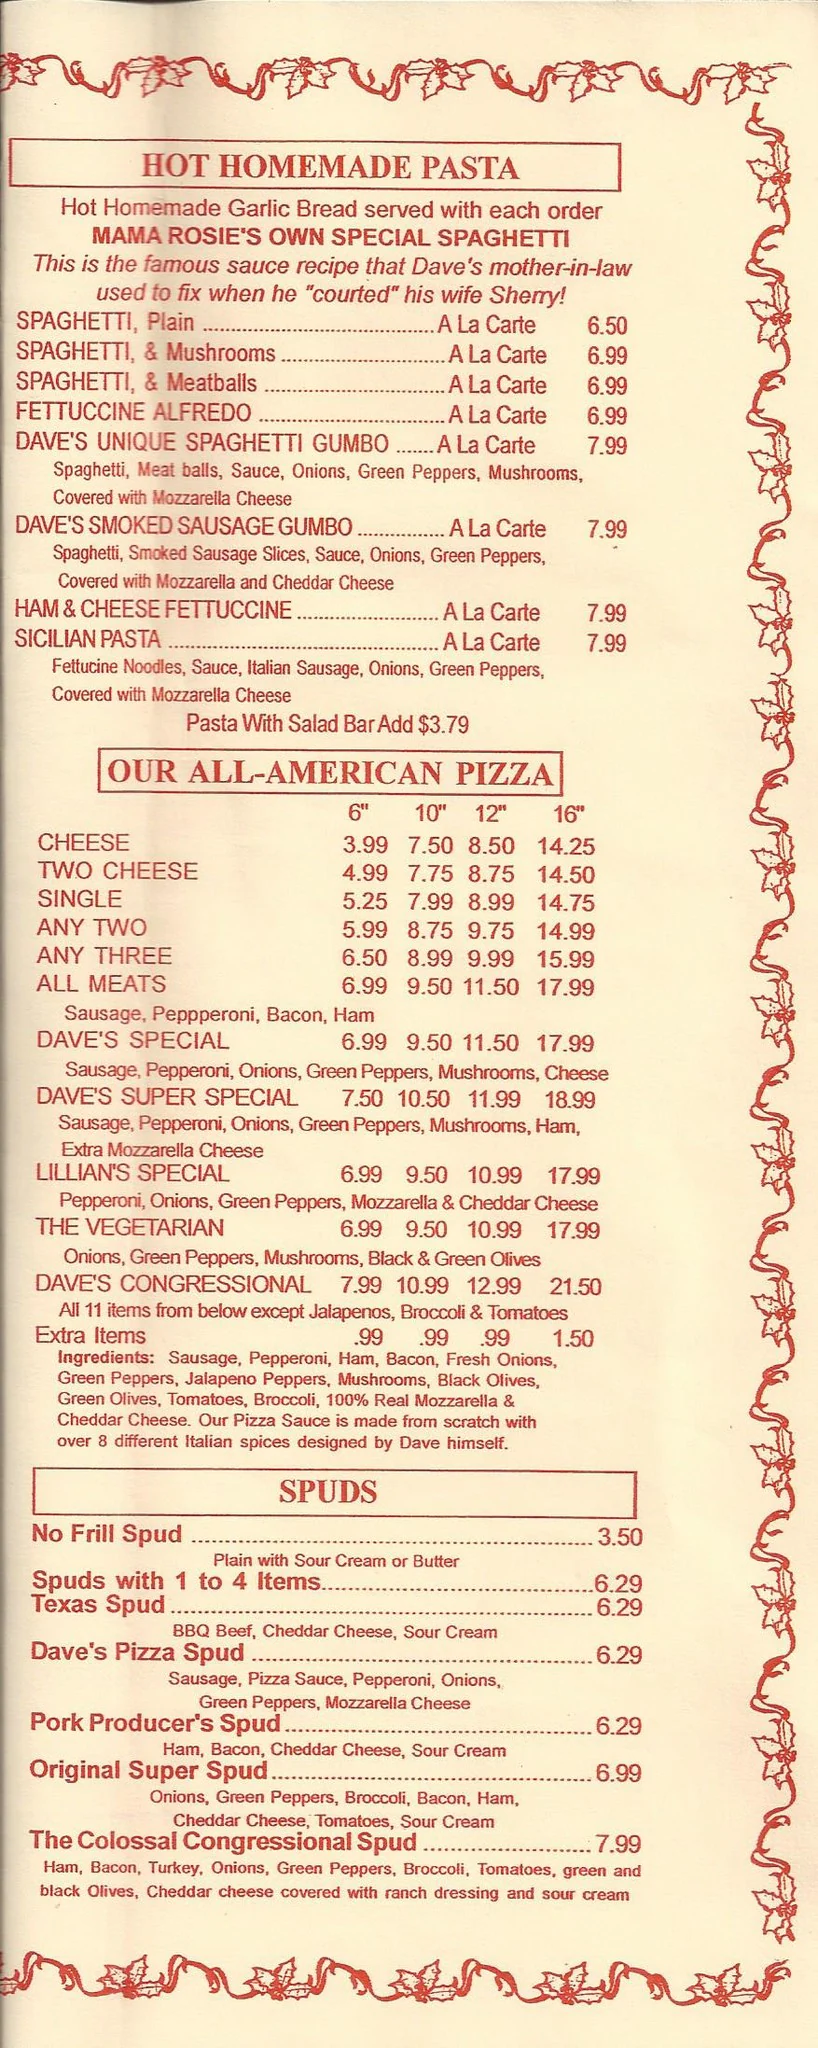 HOT HOMEMADE PASTA
Hot Homemade Garlic Bread served with each order
MAMA ROSIE'S OWN SPECIAL SPAGHETTI
This is the famous sauce recipe that Dave's mother-in-law
used to fix when he "courted" his wife Sherry!
SPAGHETTI, Plain ........................................ A La Carte 6.50
SPAGHETTI, & Mushrooms ............................ A La Carte 6.99
SPAGHETTI, & Meatballs ............................... A La Carte 6.99
FETTUCCINE ALFREDO ................................ A La Carte 6.99
DAVE'S UNIQUE SPAGHETTI GUMBO ...... A La Carte 7.99
Spaghetti, Meat balls, Sauce, Onions, Green Peppers, Mushrooms,
Covered with Mozzarella Cheese
DAVE'S SMOKED SAUSAGE GUMBO ............... A La Carte 7.99
Spaghetti, Smoked Sausage Slices, Sauce, Onions, Green Peppers,
Covered with Mozzarella and Cheddar Cheese
HAM & CHEESE FETTUCCINE ........................ A La Carte 7.99
SICILIAN PASTA .............................................. A La Carte 7.99
Fettucine Noodles, Sauce, Italian Sausage, Onions, Green Peppers,
Covered with Mozzarella Cheese
Pasta With Salad Bar Add $3.79
OUR ALL-AMERICAN PIZZA
6" 10" 12" 16"
CHEESE 3.99 7.50 8.50 14.25
TWO CHEESE 4.99 7.75 8.75 14.50
SINGLE 5.25 7.99 8.99 14.75
ANY TWO 5.99 8.75 9.75 14.99
ANY THREE 6.50 8.99 9.99 15.99
ALL MEATS 6.99 9.50 11.50 17.99
Sausage, Peppperoni, Bacon, Ham
DAVE'S SPECIAL 6.99 9.50 11.50 17.99
Sausage, Pepperoni, Onions, Green Peppers, Mushrooms, Cheese
DAVE'S SUPER SPECIAL 7.50 10.50 11.99 18.99
Sausage, Pepperoni, Onions, Green Peppers, Mushrooms, Ham,
Extra Mozzarella Cheese
LILLIAN'S SPECIAL 6.99 9.50 10.99 17.99
Pepperoni, Onions, Green Peppers, Mozzarella & Cheddar Cheese
THE VEGETARIAN 6.99 9.50 10.99 17.99
Onions, Green Peppers, Mushrooms, Black & Green Olives
DAVE'S CONGRESSIONAL 7.99 10.99 12.99 21.50
All 11 items from below except Jalapenos, Broccoli & Tomatoes
Extra Items .99 .99 .99 1.50
Ingredients: Sausage, Pepperoni, Ham, Bacon, Fresh Onions,
Green Peppers, Jalapeno Peppers, Mushrooms, Black Olives,
Green Olives, Tomatoes, Broccoli, 100% Real Mozzarella &
Cheddar Cheese. Our Pizza Sauce is made from scratch with
over 8 different Italian spices designed by Dave himself.
SPUDS
No Frill Spud ............................................................ 3.50
Plain with Sour Cream or Butter
Spuds with 1 to 4 Items........................................6.29
Texas Spud .............................................................. 6.29
BBQ Beef, Cheddar Cheese, Sour Cream
Dave's Pizza Spud .................................................. 6.29
Sausage, Pizza Sauce, Pepperoni, Onions,
Green Peppers, Mozzarella Cheese
Pork Producer's Spud ............................................. 6.29
Ham, Bacon, Cheddar Cheese, Sour Cream
Original Super Spud ................................................ 6.99
Onions, Green Peppers, Broccoli, Bacon, Ham,
Cheddar Cheese, Tomatoes, Sour Cream
The Colossal Congressional Spud ......................... 7.99
Ham, Bacon, Turkey, Onions, Green Peppers, Broccoli, Tomatoes, green and
black Olives, Cheddar cheese covered with ranch dressing and sour cream